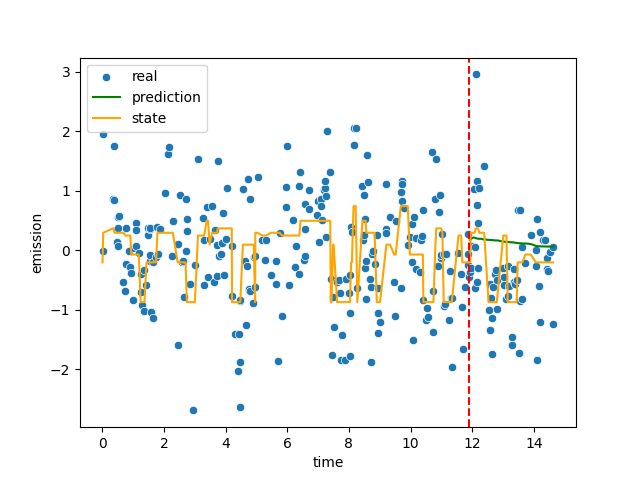 real
prediction
state
3
2
1
0
−1
−2
emission
0 2 4 6 8 10 12 14
time